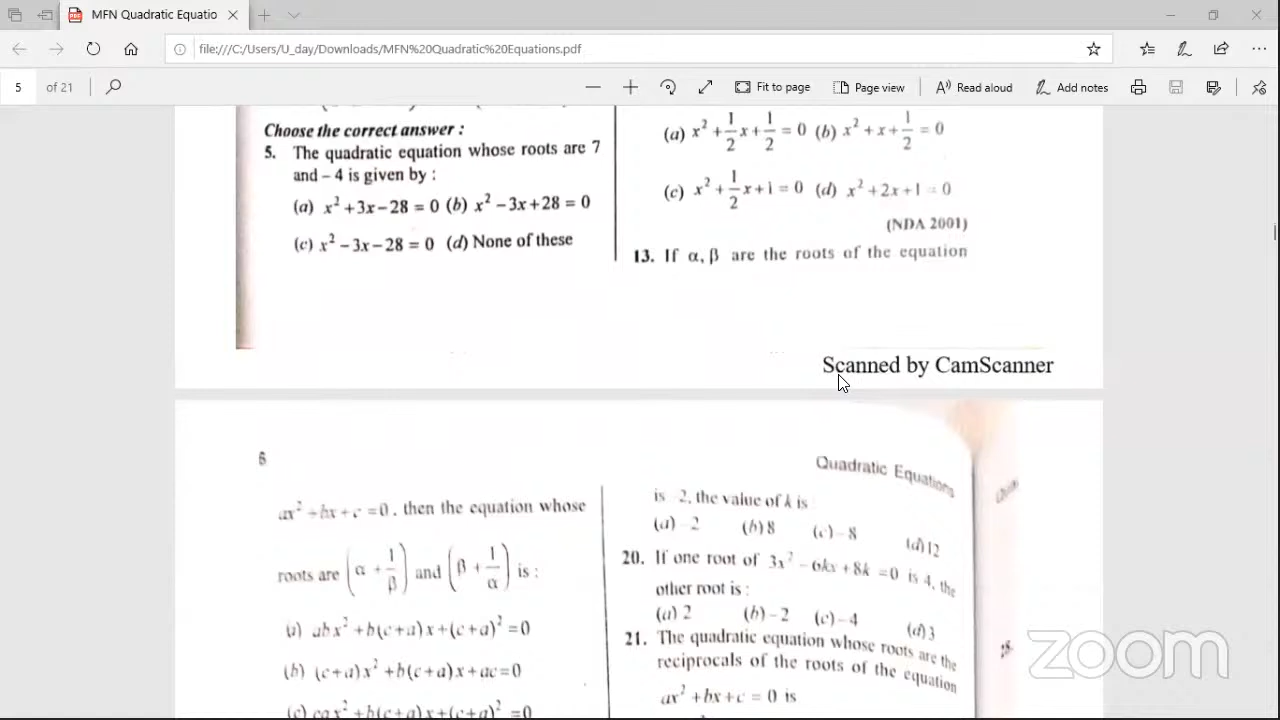 MFN Quadratic Equatio
file:///C:/Users/U_day/Downloads/MFN%20Quadratic%20Equations.pdf
5 of 21
Fit to page
Page view
Read aloud
Add notes
Choose the correct answer :
5. The quadratic equation whose roots are 7
and – 4 is given by :
(a) x² + 3x – 28 = 0 (b) x² – 3x + 28 = 0
(c) x² – 3x – 28 = 0 (d) None of these
(a) x² + 1/2 x + 1/2 = 0 (b) x² + x + 1/2 = 0
(c) x² + 1/2 x + 1 = 0 (d) x² + 2x + 1 = 0
(NDA 2001)
13. If α, β are the roots of the equation
Scanned by CamScanner
6
ax² + bx + c = 0, then the equation whose
roots are (α + 1/β) and (β + 1/α) is :
(a) abx² + b(c+a)x + (c+a)² = 0
(b) (c+a)x² + b(c+a)x + ac = 0
(c) cax² + b(c+a)x + (c+a)² = 0
Quadratic Equations
is -2, the value of k is
(a) –2 (b) 8 (c) – 8 (d) 12
20. If one root of 3x² – 6kx + 8k = 0 is 4, the
other root is :
(a) 2 (b) – 2 (c) – 4 (d) 3
21. The quadratic equation whose roots are the
reciprocals of the roots of the equation
ax² + bx + c = 0 is
zoom